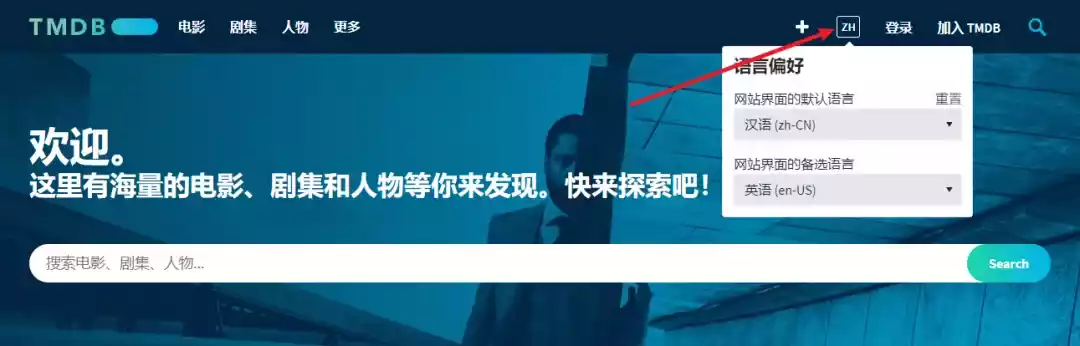 TMDB 电影 剧集 人物 更多 ZH 登录 加入 TMDB
语言偏好
网站界面的默认语言 重置
汉语 (zh-CN)
网站界面的备选语言
英语 (en-US)
欢迎。
这里有海量的电影、剧集和人物等你来发现。快来探索吧!
搜索电影、剧集、人物... Search